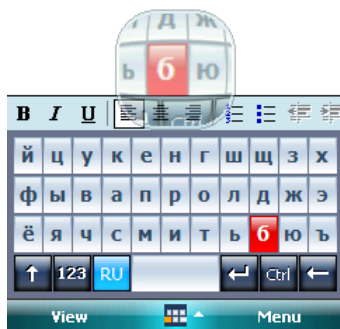 Д Ж
Ь б Ю
B I U
й ц у к е н г ш щ з х
ф ы в а п р о л д ж э
ё я ч с м и т ь б ю ъ
123 RU Ctrl
View Menu